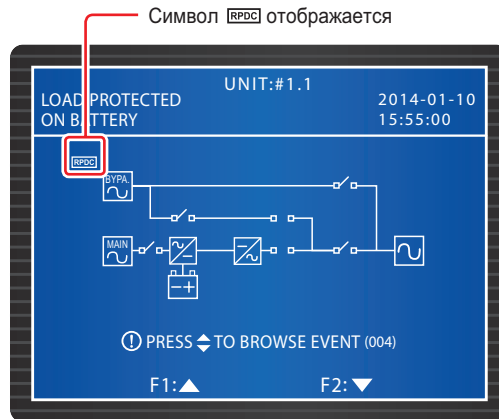 Символ RPDC отображается
UNIT:#1.1
LOAD PROTECTED
ON BATTERY
2014-01-10
15:55:00
RPDC
BYPA.
MAIN
PRESS TO BROWSE EVENT (004)
F1:▲ F2:▼